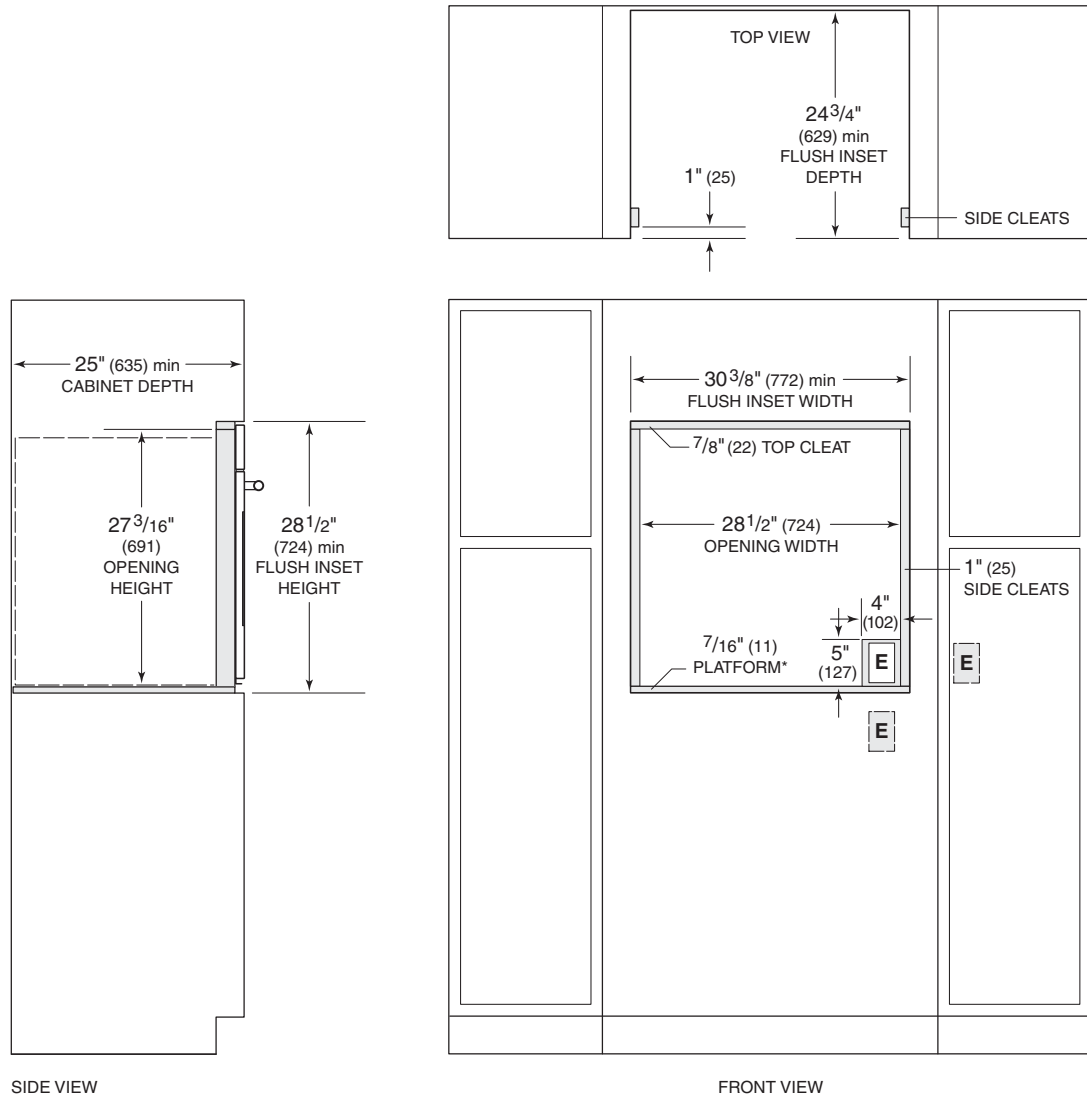 TOP VIEW
24 3/4"
(629) min
FLUSH INSET
DEPTH
1" (25)
SIDE CLEATS
25" (635) min
CABINET DEPTH
27 3/16"
(691)
OPENING
HEIGHT
28 1/2"
(724) min
FLUSH INSET
HEIGHT
SIDE VIEW
30 3/8" (772) min
FLUSH INSET WIDTH
7/8" (22) TOP CLEAT
28 1/2" (724)
OPENING WIDTH
1" (25)
SIDE CLEATS
4"
(102)
7/16" (11)
PLATFORM*
5"
(127)
E
E
E
FRONT VIEW